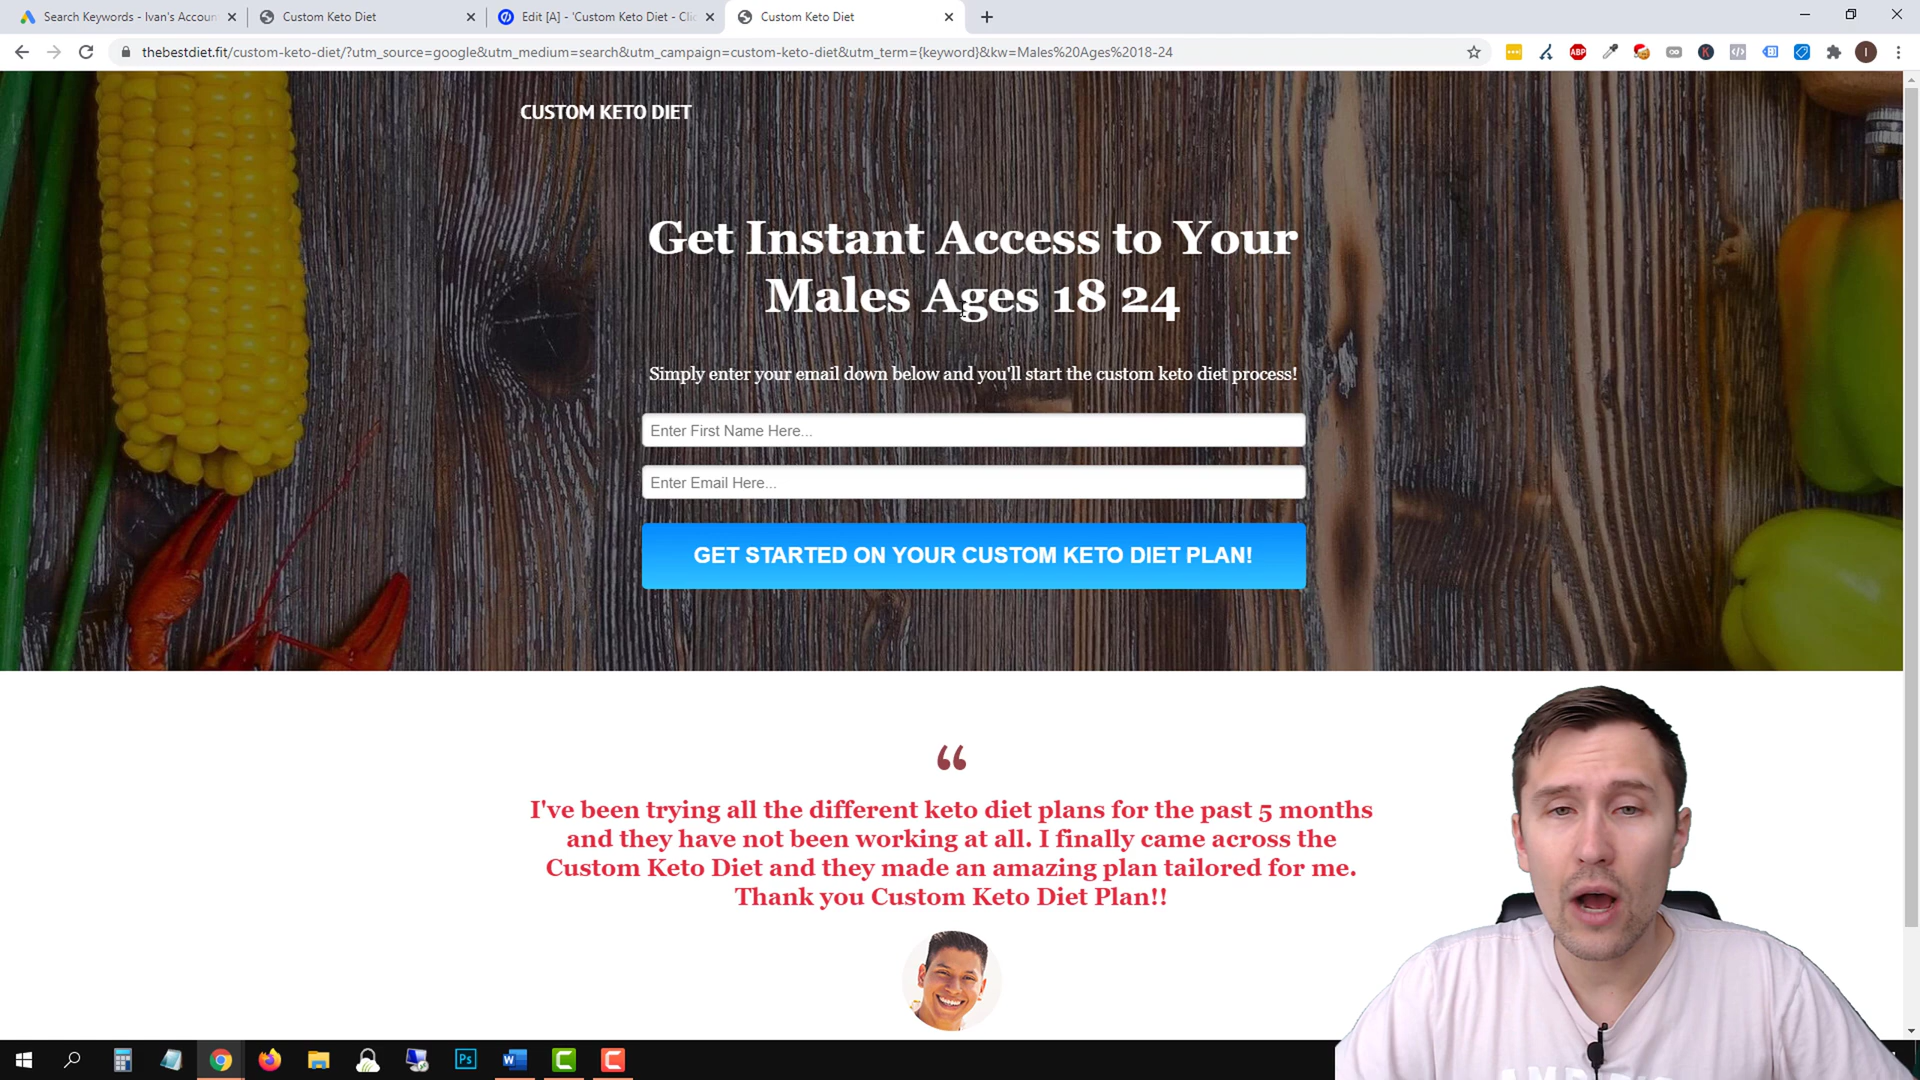 Search Keywords - Ivan's Accoun
Custom Keto Diet
Edit [A] - 'Custom Keto Diet - Clic
Custom Keto Diet
thebestdiet.fit/custom-keto-diet/?utm_source=google&utm_medium=search&utm_campaign=custom-keto-diet&utm_term={keyword}&kw=Males%20Ages%2018-24
ABP
K
I
CUSTOM KETO DIET
Get Instant Access to Your
Males Ages 18 24
Simply enter your email down below and you'll start the custom keto diet process!
Enter First Name Here...
Enter Email Here...
GET STARTED ON YOUR CUSTOM KETO DIET PLAN!
“
I've been trying all the different keto diet plans for the past 5 months
and they have not been working at all. I finally came across the
Custom Keto Diet and they made an amazing plan tailored for me.
Thank you Custom Keto Diet Plan!!
Ps
W
C
C